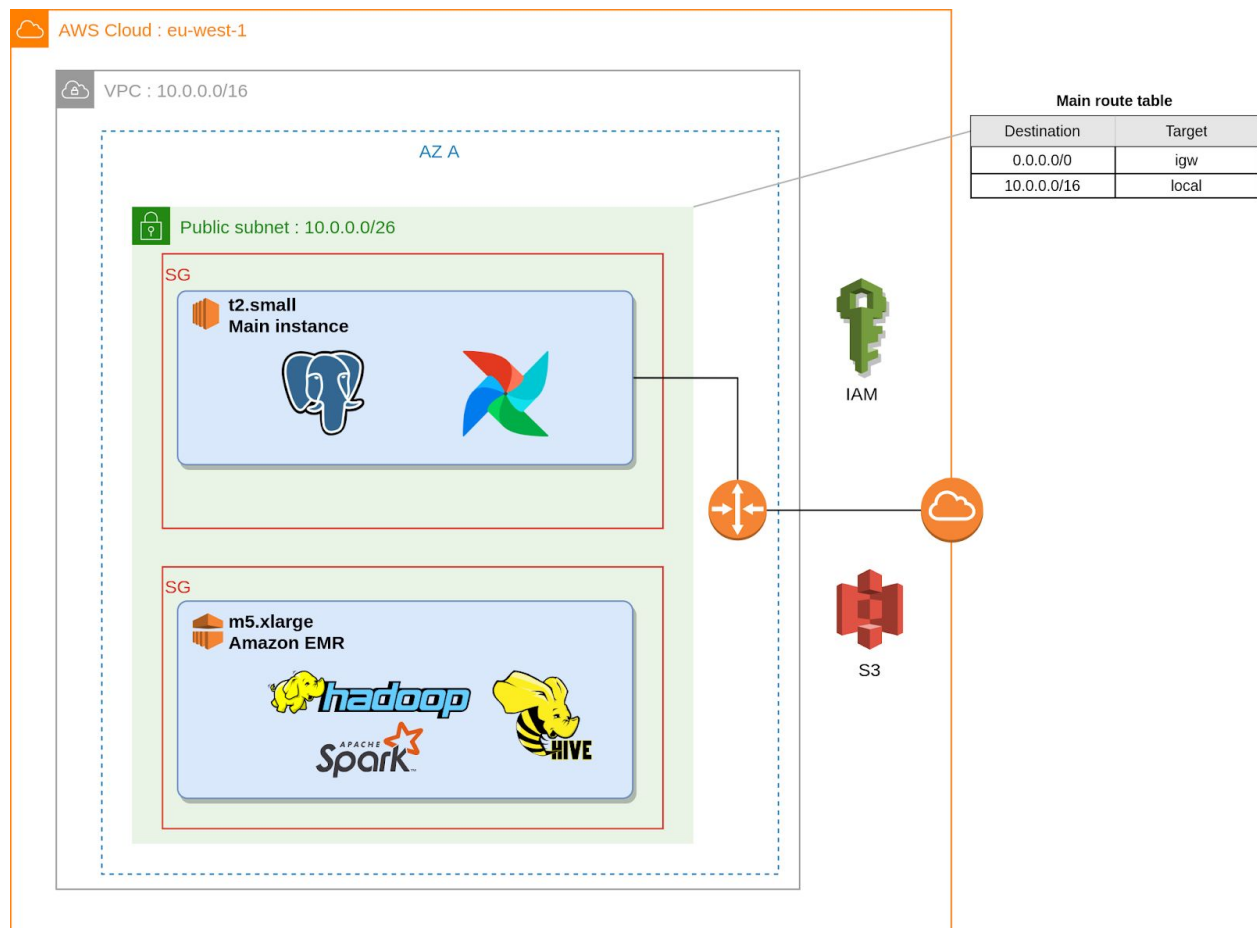 AWS Cloud : eu-west-1
VPC : 10.0.0.0/16
Main route table
Destination Target
0.0.0.0/0 igw
10.0.0.0/16 local
AZ A
Public subnet : 10.0.0.0/26
SG
t2.small
Main instance
IAM
SG
m5.xlarge
Amazon EMR
hadoop
APACHE
Spark™
HIVE
S3